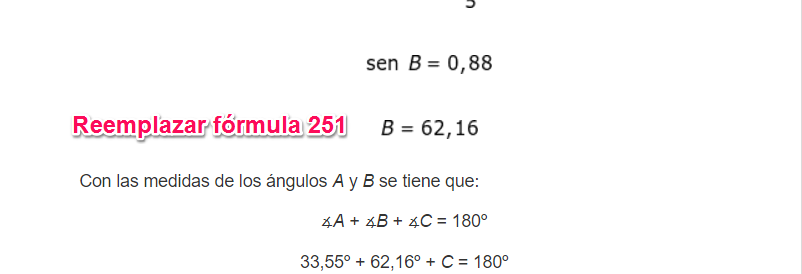 5
sen B = 0,88
Reemplazar fórmula 251 B = 62,16
Con las medidas de los ángulos A y B se tiene que:
∡A + ∡B + ∡C = 180º
33,55º + 62,16º + C = 180º